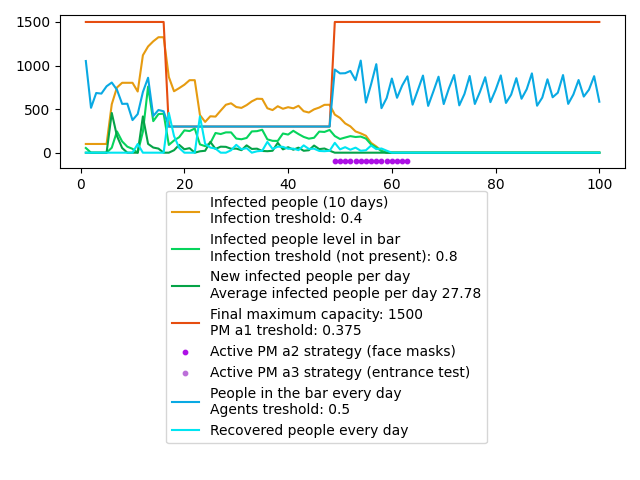 1500
1000
500
0
0 20 40 60 80 100
Infected people (10 days)
Infection treshold: 0.4
Infected people level in bar
Infection treshold (not present): 0.8
New infected people per day
Average infected people per day 27.78
Final maximum capacity: 1500
PM a1 treshold: 0.375
Active PM a2 strategy (face masks)
Active PM a3 strategy (entrance test)
People in the bar every day
Agents treshold: 0.5
Recovered people every day